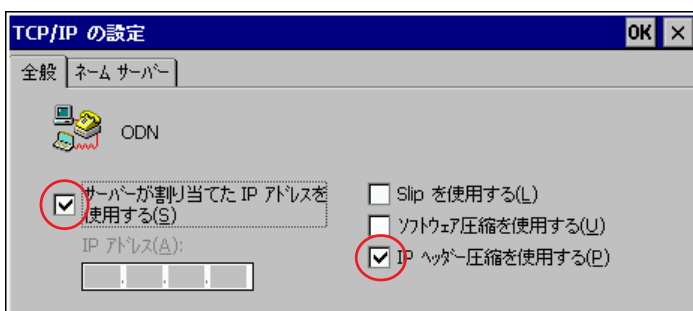 TCP/IP の設定
OK ×
全般 ネーム サーバー
ODN
サーバーが割り当てた IP アドレスを
使用する(S)
IP アドレス(A):
Slip を使用する(L)
ソフトウェア圧縮を使用する(U)
IP ヘッダー圧縮を使用する(P)